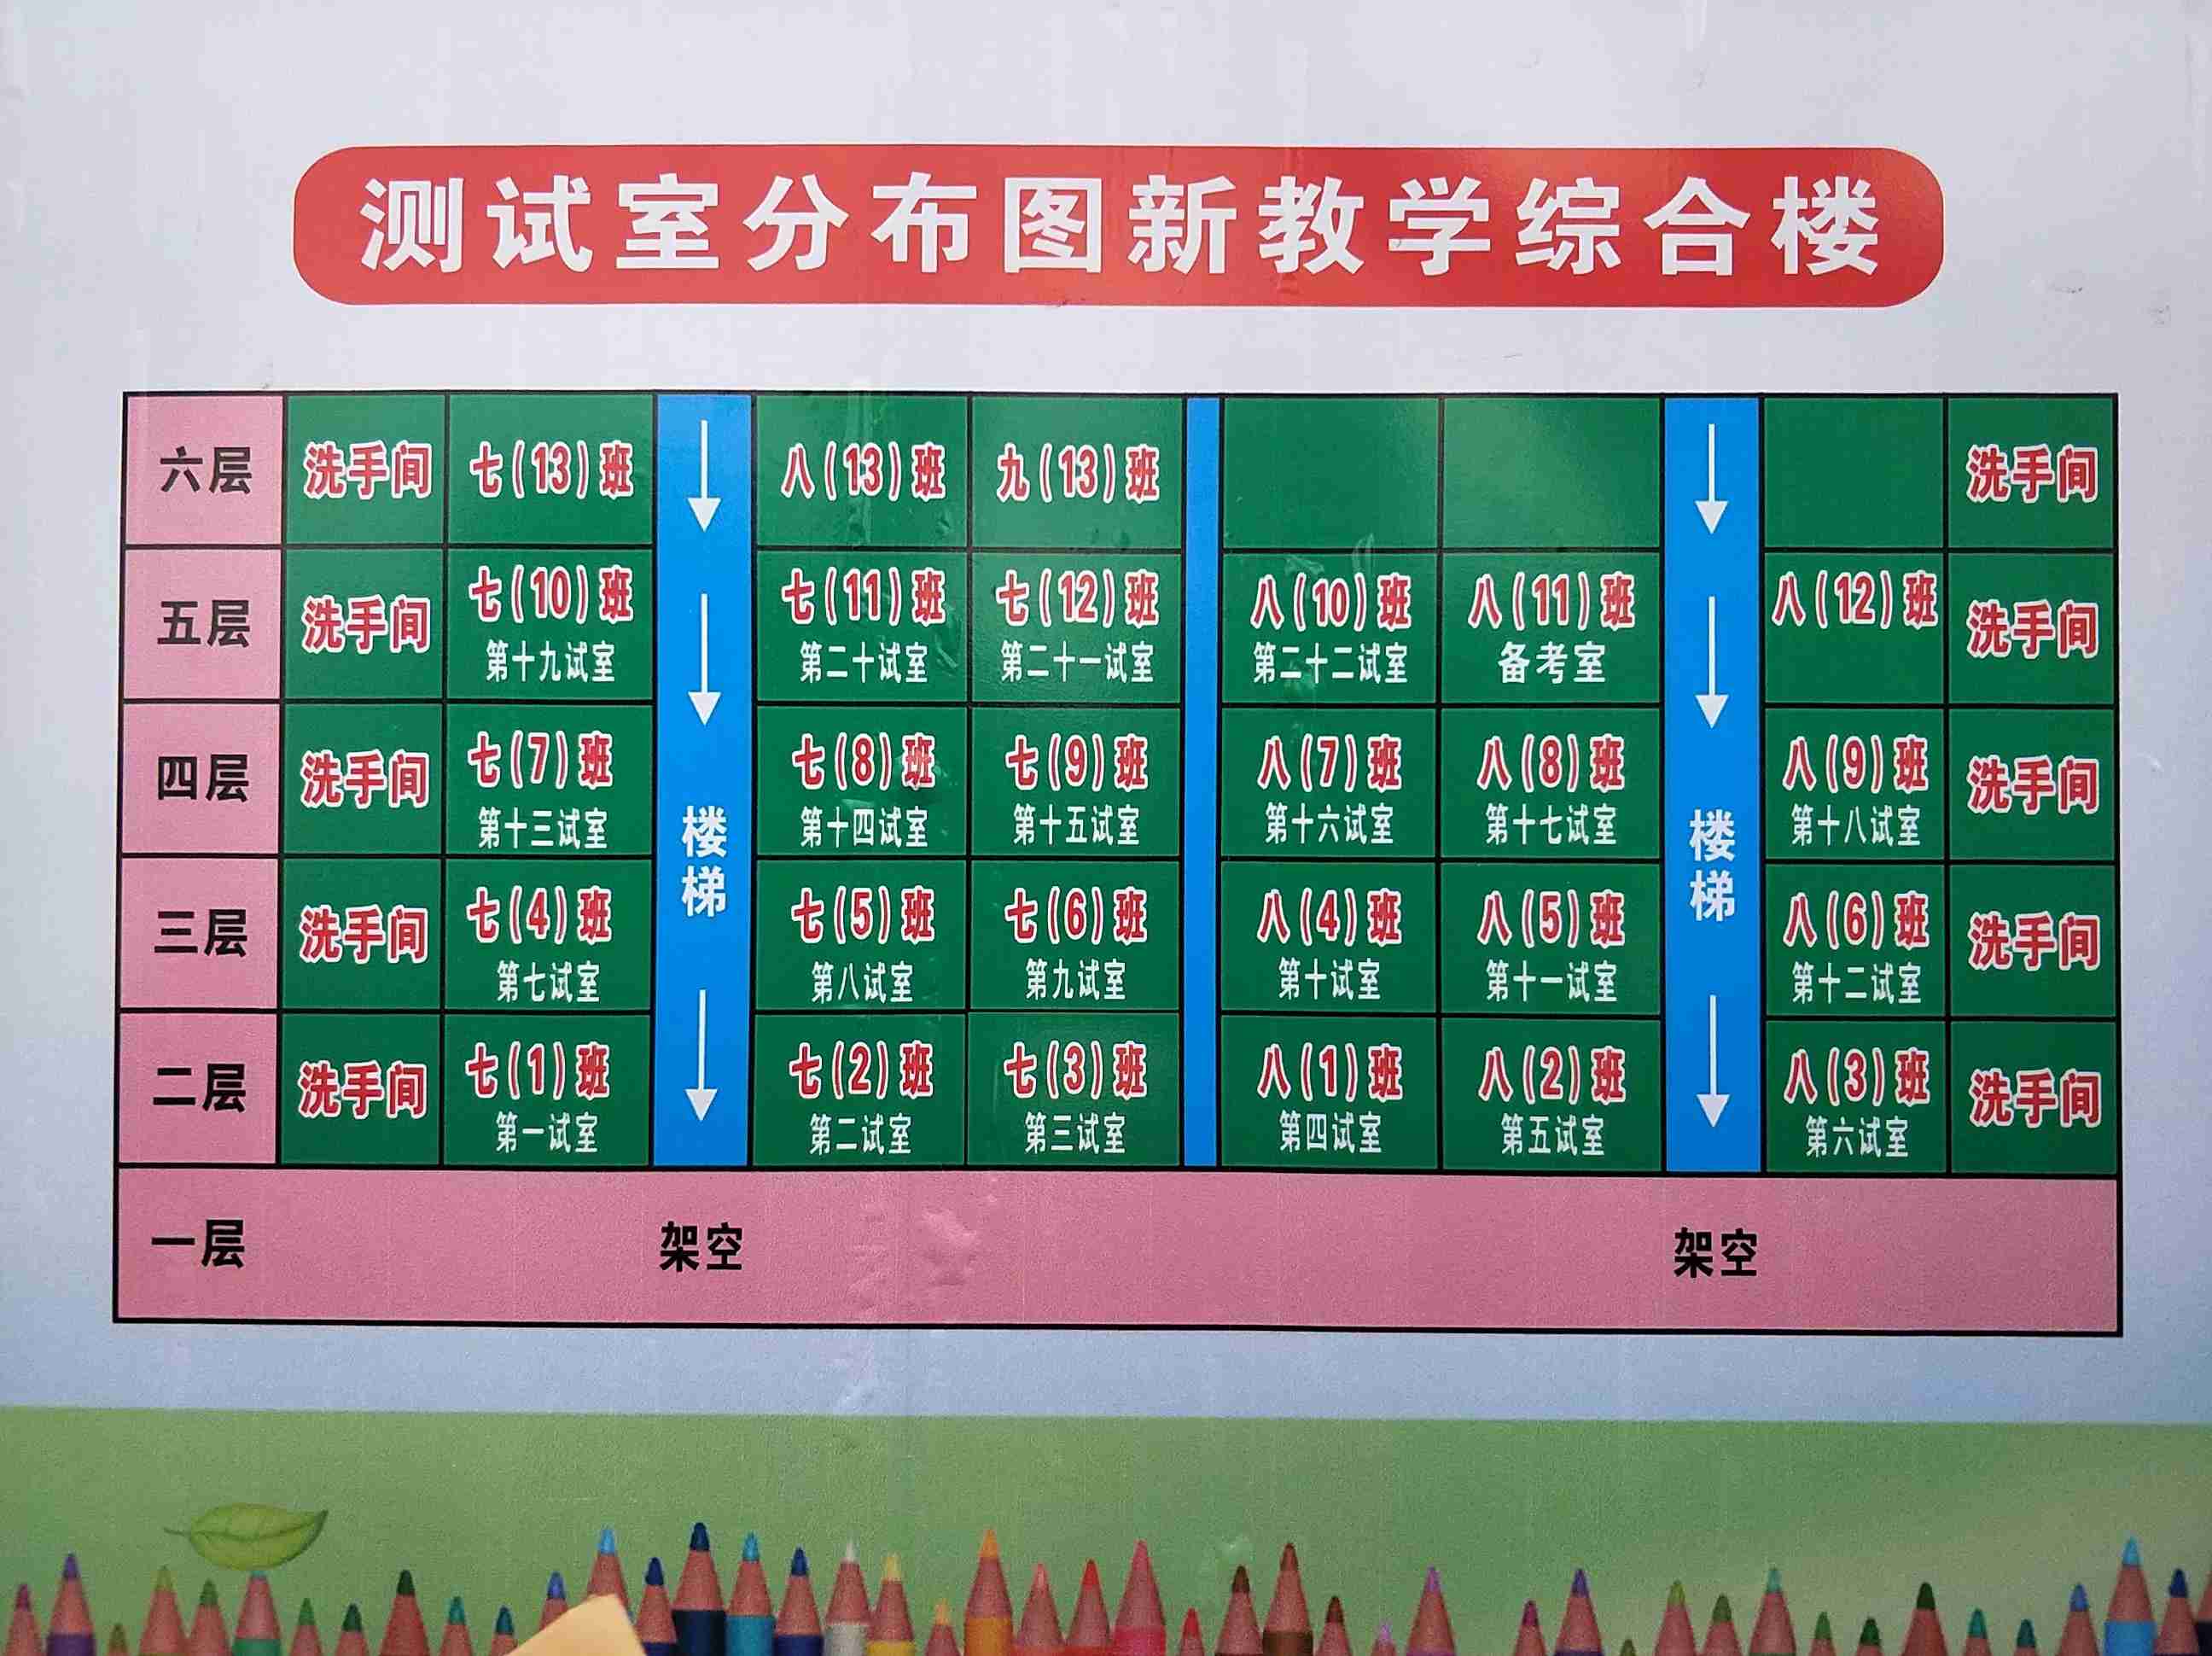 测试室分布图新教学综合楼
六层 洗手间 七(13)班 八(13)班 九(13)班 洗手间
五层 洗手间 七(10)班 七(11)班 七(12)班 八(10)班 八(11)班 八(12)班 洗手间
第十九试室 第二十试室 第二十一试室 第二十二试室 备考室
四层 洗手间 七(7)班 七(8)班 七(9)班 八(7)班 八(8)班 八(9)班 洗手间
第十三试室 第十四试室 第十五试室 第十六试室 第十七试室 第十八试室
楼梯 楼梯
三层 洗手间 七(4)班 七(5)班 七(6)班 八(4)班 八(5)班 八(6)班 洗手间
第七试室 第八试室 第九试室 第十试室 第十一试室 第十二试室
二层 洗手间 七(1)班 七(2)班 七(3)班 八(1)班 八(2)班 八(3)班 洗手间
第一试室 第二试室 第三试室 第四试室 第五试室 第六试室
一层 架空 架空